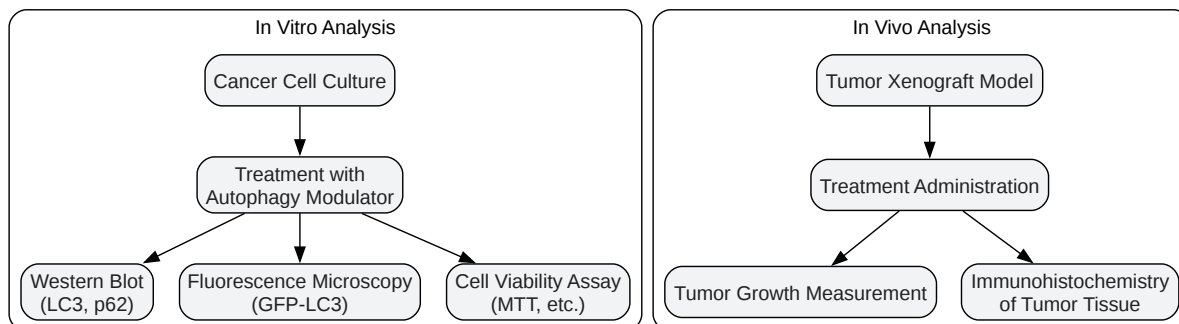 In Vitro Analysis
Cancer Cell Culture
Treatment with
Autophagy Modulator
Western Blot
(LC3, p62)
Fluorescence Microscopy
(GFP-LC3)
Cell Viability Assay
(MTT, etc.)
In Vivo Analysis
Tumor Xenograft Model
Treatment Administration
Tumor Growth Measurement
Immunohistochemistry
of Tumor Tissue